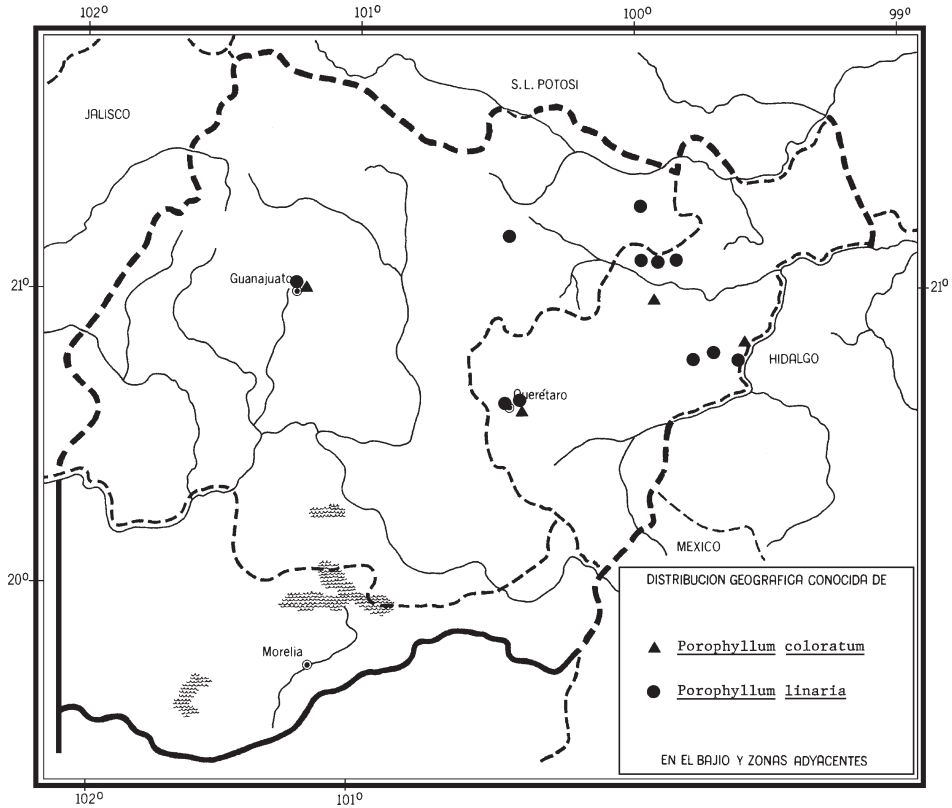 102º 101º 100º 99º
S.L. POTOSI
JALISCO
Guanajuato
21º 21º
HIDALGO
Querétaro
MEXICO
20º
DISTRIBUCION GEOGRAFICA CONOCIDA DE
Morelia
Porophyllum coloratum
Porophyllum linaria
EN EL BAJIO Y ZONAS ADYACENTES
102º 101º